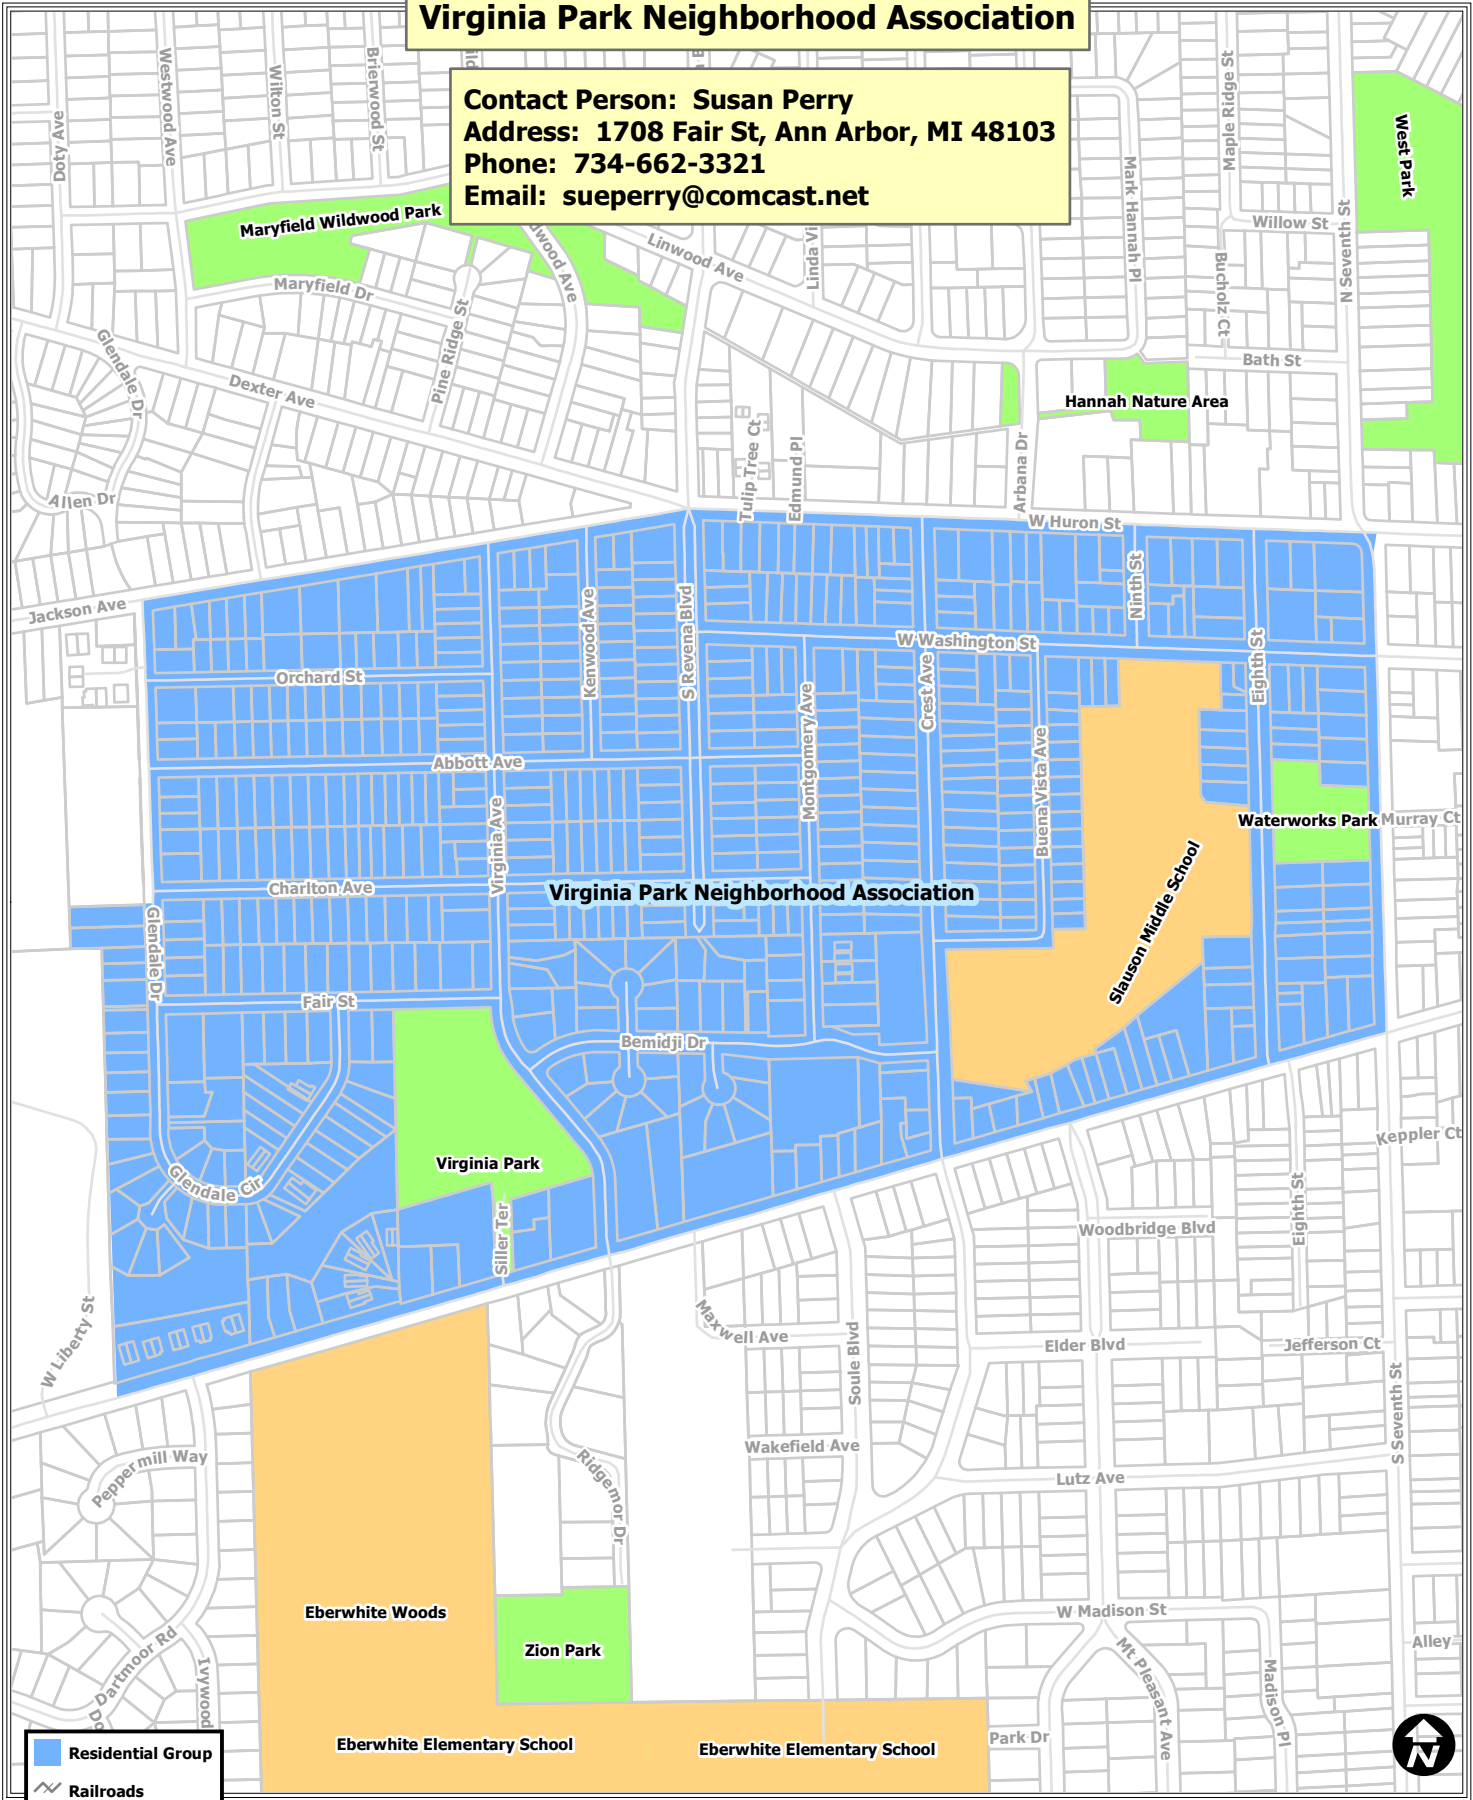 Virginia Park Neighborhood Association
Contact Person: Susan Perry
Address: 1708 Fair St, Ann Arbor, MI 48103
Phone: 734-662-3321
Email: sueperry@comcast.net
Doty Ave
Westwood Ave
Wilton St
Brierwood St
Maple Ridge St
Mark Hannah Pl
West Park
Maryfield Wildwood Park
Willow St
N Seventh St
Linwood Ave
Bucholz Ct
Maryfield Dr
Pine Ridge St
Glendale Dr
Dexter Ave
Bath St
Hannah Nature Area
Tulip Tree Ct
Edmund Pl
Arbana Dr
Allen Dr
W Huron St
Jackson Ave
Kenwood Ave
S Revena Blvd
Ninth St
W Washington St
Eighth St
Orchard St
Crest Ave
Montgomery Ave
Buena Vista Ave
Abbott Ave
Virginia Ave
Waterworks Park
Murray Ct
Charlton Ave
Virginia Park Neighborhood Association
Slauson Middle School
Glendale Dr
Fair St
Bemidji Dr
Keppler Ct
Virginia Park
Glendale Cir
Siller Ter
Eighth St
Woodbridge Blvd
W Liberty St
Maxwell Ave
Soule Blvd
Elder Blvd
Jefferson Ct
S Seventh St
Peppermill Way
Wakefield Ave
Ridgemor Dr
Lutz Ave
Eberwhite Woods
Zion Park
W Madison St
Dartmoor Rd
Ivywood
Mt Pleasant Ave
Madison Pl
Alley
Park Dr
Eberwhite Elementary School
Eberwhite Elementary School
Residential Group
Railroads
N